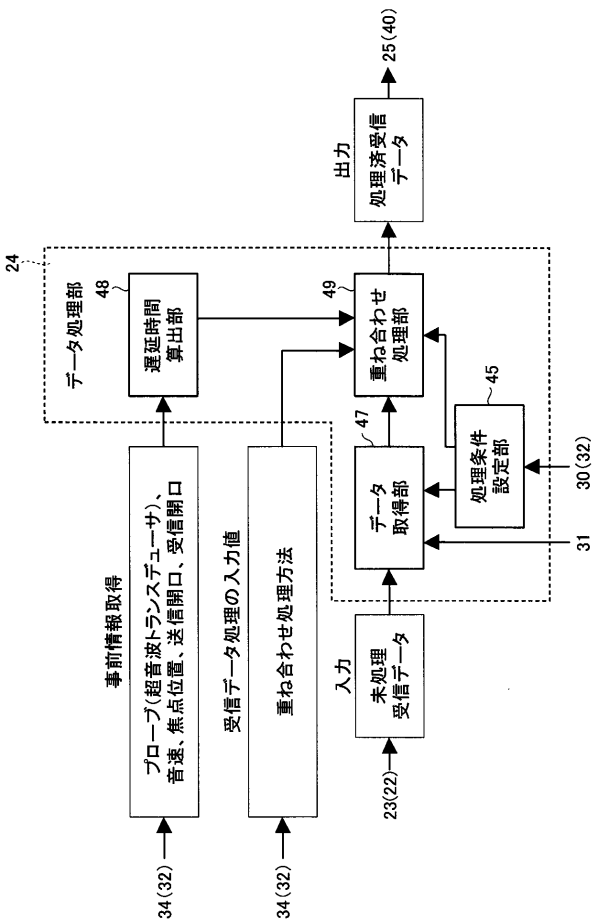 24
データ処理部
事前情報取得
34(32)
プローブ(超音波トランスデューサ)、
音速、焦点位置、送信開口、受信開口
48
遅延時間
算出部
受信データ処理の入力値
34(32)
重ね合わせ処理方法
入力
23(22)
未処理
受信データ
47
データ
取得部
49
重ね合わせ
処理部
出力
処理済受信
データ
25(40)
45
処理条件
設定部
31
30(32)